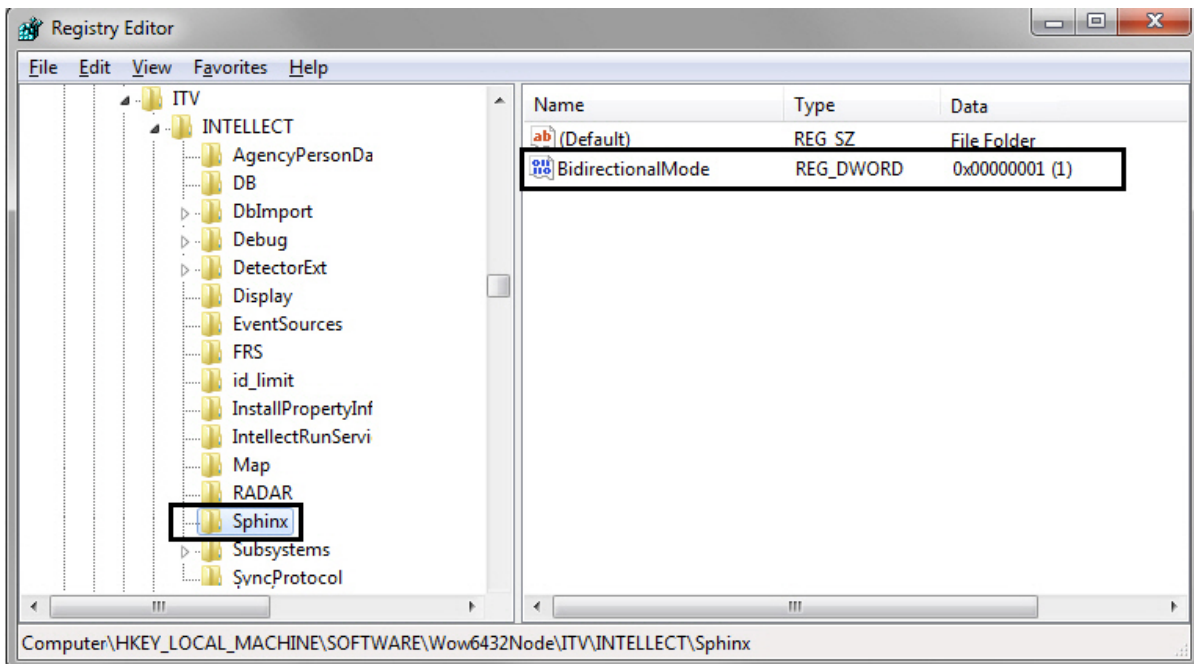 Registry Editor
File Edit View Favorites Help
ITV
INTELLECT
AgencyPersonDa
DB
DbImport
Debug
DetectorExt
Display
EventSources
FRS
id_limit
InstallPropertyInf
IntellectRunServi
Map
RADAR
Sphinx
Subsystems
SyncProtocol
Name Type Data
(Default) REG_SZ File Folder
BidirectionalMode REG_DWORD 0x00000001 (1)
Computer\HKEY_LOCAL_MACHINE\SOFTWARE\Wow6432Node\ITV\INTELLECT\Sphinx